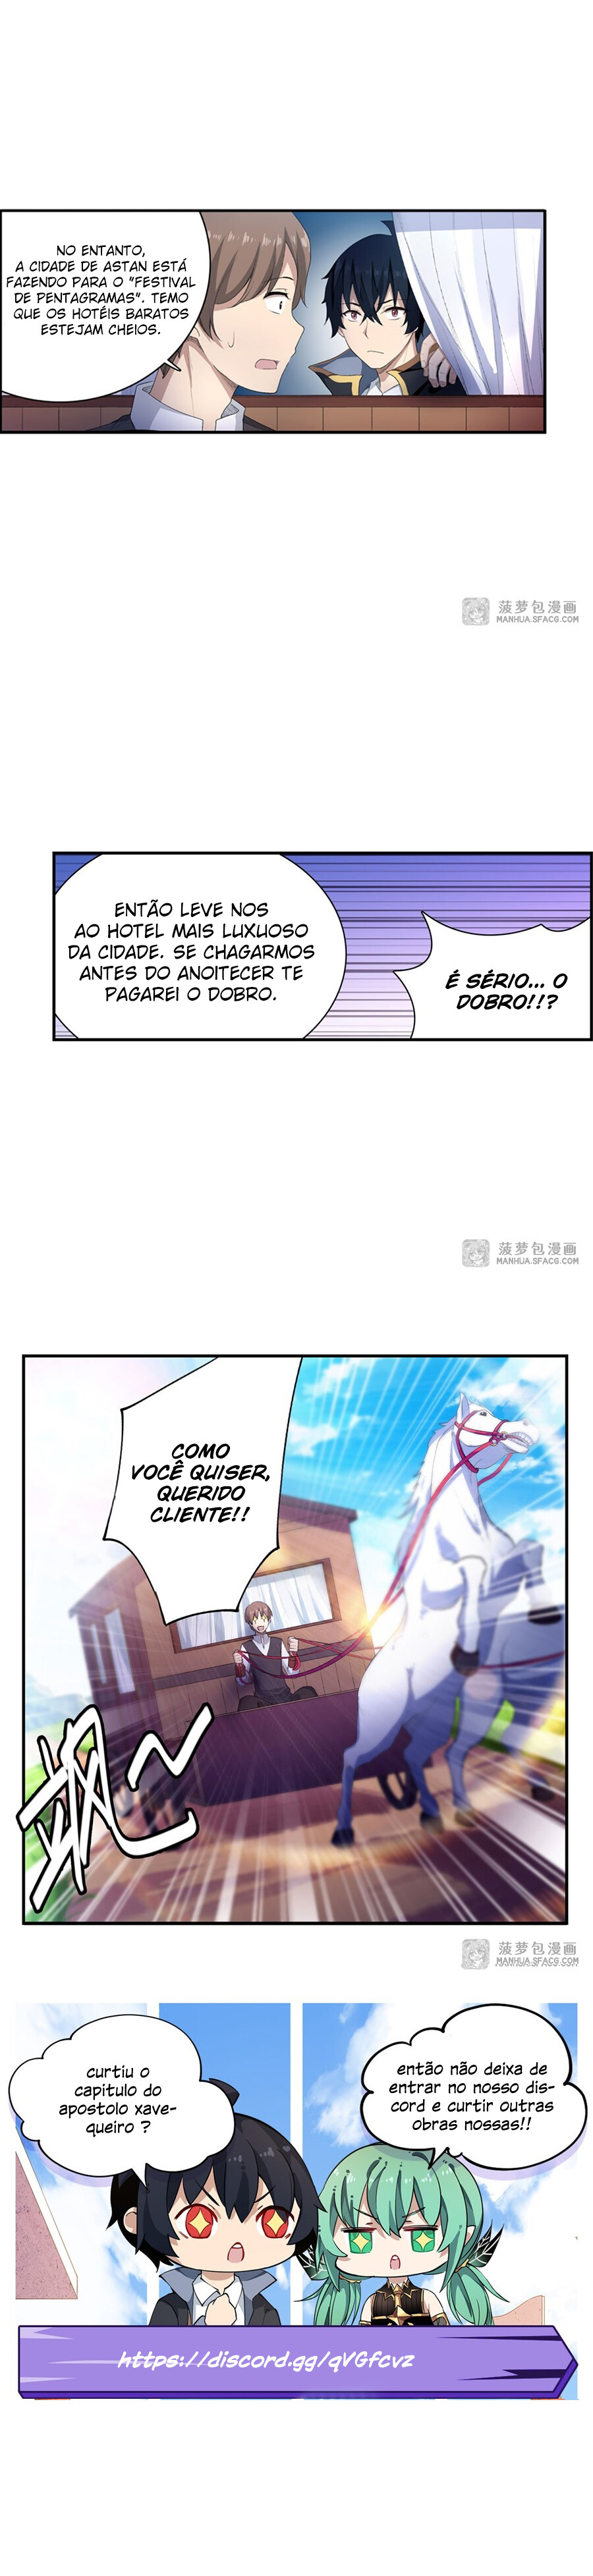 NO ENTANTO,
A CIDADE DE ASTAN ESTÁ
FAZENDO PARA O "FESTIVAL
DE PENTAGRAMAS". TEMO
QUE OS HOTÉIS BARATOS
ESTEJAM CHEIOS.
菠萝包漫画
MANHUA.SFACG.COM
ENTÃO LEVE NOS
AO HOTEL MAIS LUXUOSO
DA CIDADE. SE CHAGARMOS
ANTES DO ANOITECER TE
PAGAREI O DOBRO.
É SÉRIO... O
DOBRO!!?
菠萝包漫画
MANHUA.SFACG.COM
COMO
VOCÊ QUISER,
QUERIDO
CLIENTE!!
菠萝包漫画
MANHUA.SFACG.COM
curtiu o
capitulo do
apostolo xave-
queiro ?
então não deixa de
entrar no nosso dis-
cord e curtir outras
obras nossas!!
https://discord.gg/qVGfcvz